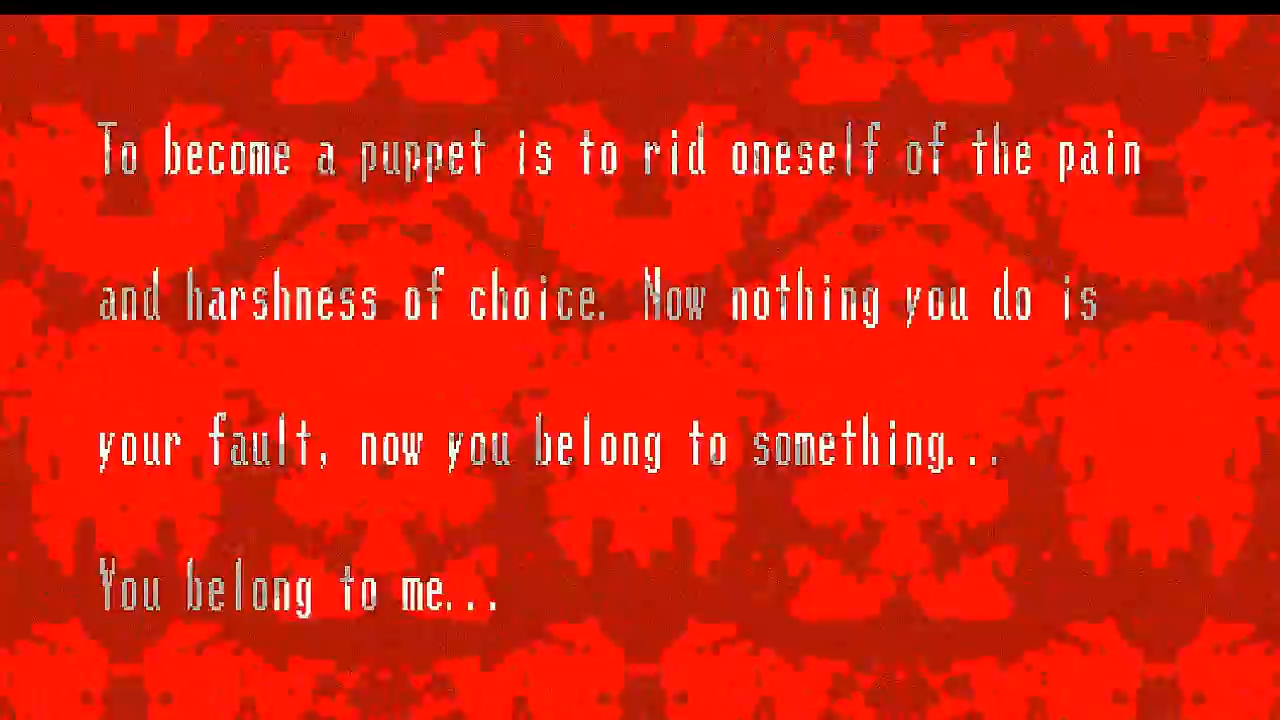 To become a puppet is to rid oneself of the pain
and harshness of choice. Now nothing you do is
your fault, now you belong to something...
You belong to me...